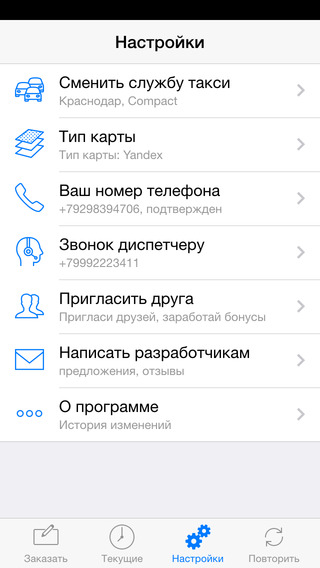 Настройки
Сменить службу такси
Краснодар, Compact
Тип карты
Тип карты: Yandex
Ваш номер телефона
+79298394706, подтвержден
Звонок диспетчеру
+79992223411
Пригласить друга
Пригласи друзей, заработай бонусы
Написать разработчикам
предложения, отзывы
О программе
История изменений
Заказать Текущие Настройки Повторить